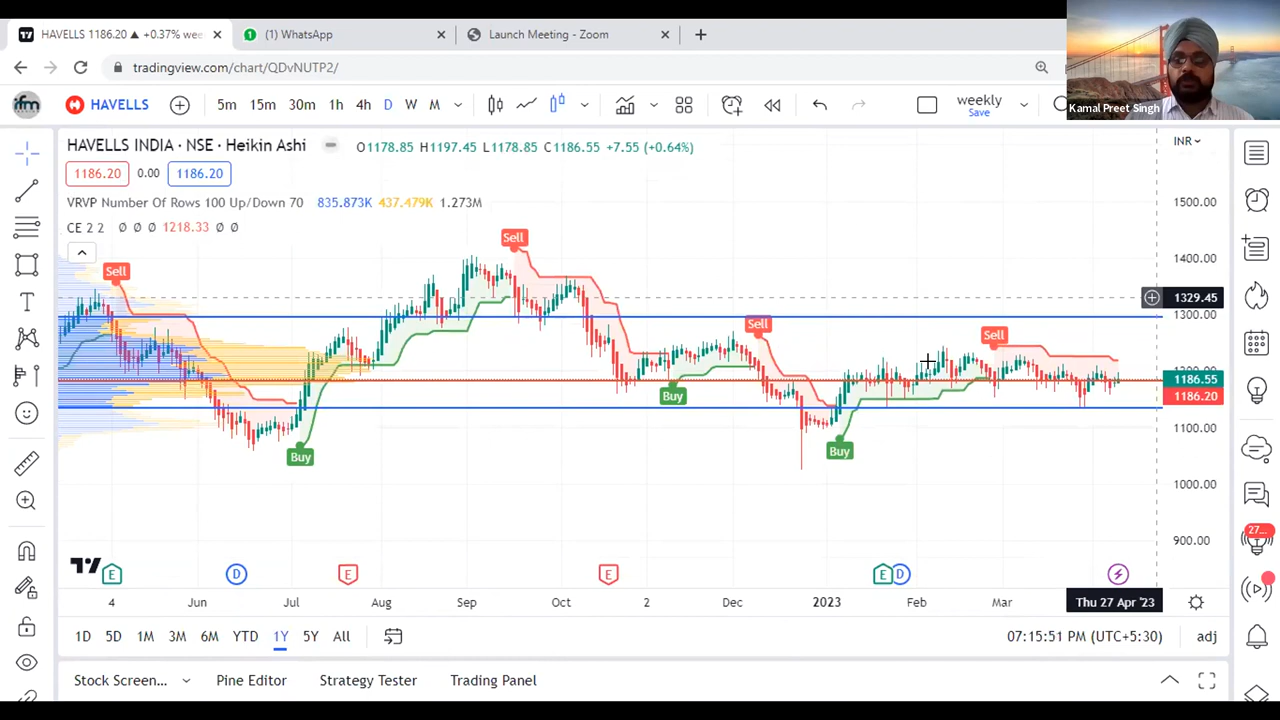 HAVELLS 1186.20 ▲ +0.37% wee
(1) WhatsApp
Launch Meeting - Zoom
tradingview.com/chart/QDvNUTP2/
ifm
HAVELLS
5m 15m 30m 1h 4h D W M
weekly
Save
Kamal Preet Singh
HAVELLS INDIA · NSE · Heikin Ashi
O1178.85 H1197.45 L1178.85 C1186.55 +7.55 (+0.64%)
INR
1186.20 0.00 1186.20
VRVP Number Of Rows 100 Up/Down 70 835.873K 437.479K 1.273M
CE 2 2 Ø Ø Ø 1218.33 Ø Ø
1500.00
1400.00
1329.45
1300.00
1200.00
1186.55
1186.20
1100.00
1000.00
900.00
Sell
Sell
Sell
Sell
Buy
Buy
Buy
E D E E E D
4 Jun Jul Aug Sep Oct 2 Dec 2023 Feb Mar Thu 27 Apr '23
1D 5D 1M 3M 6M YTD 1Y 5Y All
07:15:51 PM (UTC+5:30) adj
Stock Screen... Pine Editor Strategy Tester Trading Panel
27...